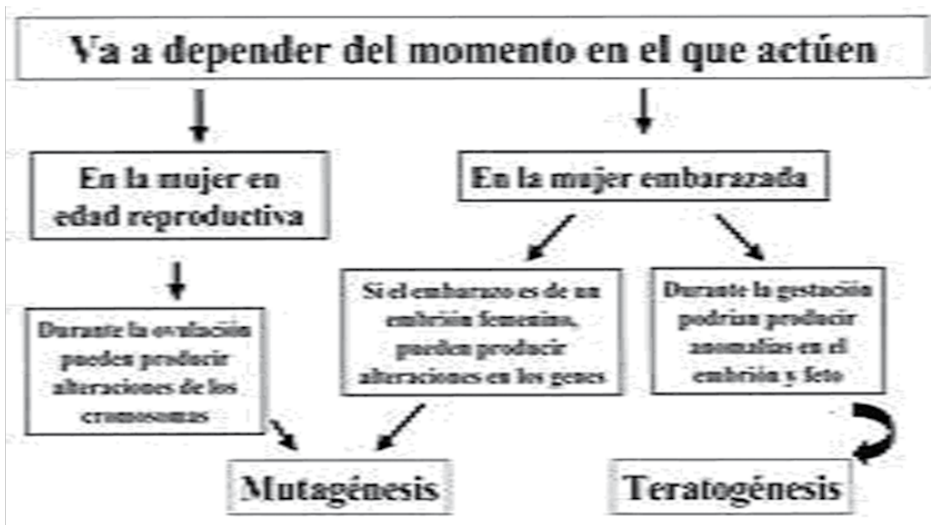 Va a depender del momento en el que actúen
En la mujer en
edad reproductiva
En la mujer embarazada
Durante la ovulación
pueden producir
alteraciones de los
cromosomas
Si el embarazo es de un
embrión femenino,
pueden producir
alteraciones en los genes
Durante la gestación
podrían producir
anomalías en el
embrión y feto
Mutagénesis
Teratogénesis